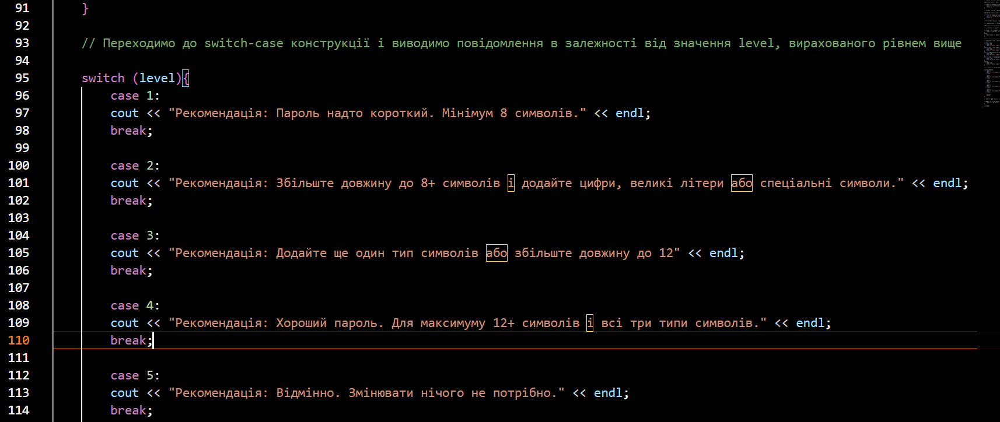 91 }
92
93 // Переходимо до switch-case конструкції і виводимо повідомлення в залежності від значення level, вирахованого рівнем вище
94
95 switch (level){
96 case 1:
97 cout << "Рекомендація: Пароль надто короткий. Мінімум 8 символів." << endl;
98 break;
99
100 case 2:
101 cout << "Рекомендація: Збільште довжину до 8+ символів і додайте цифри, великі літери або спеціальні символи." << endl;
102 break;
103
104 case 3:
105 cout << "Рекомендація: Додайте ще один тип символів або збільште довжину до 12" << endl;
106 break;
107
108 case 4:
109 cout << "Рекомендація: Хороший пароль. Для максимуму 12+ символів і всі три типи символів." << endl;
110 break;
111
112 case 5:
113 cout << "Рекомендація: Відмінно. Змінювати нічого не потрібно." << endl;
114 break;